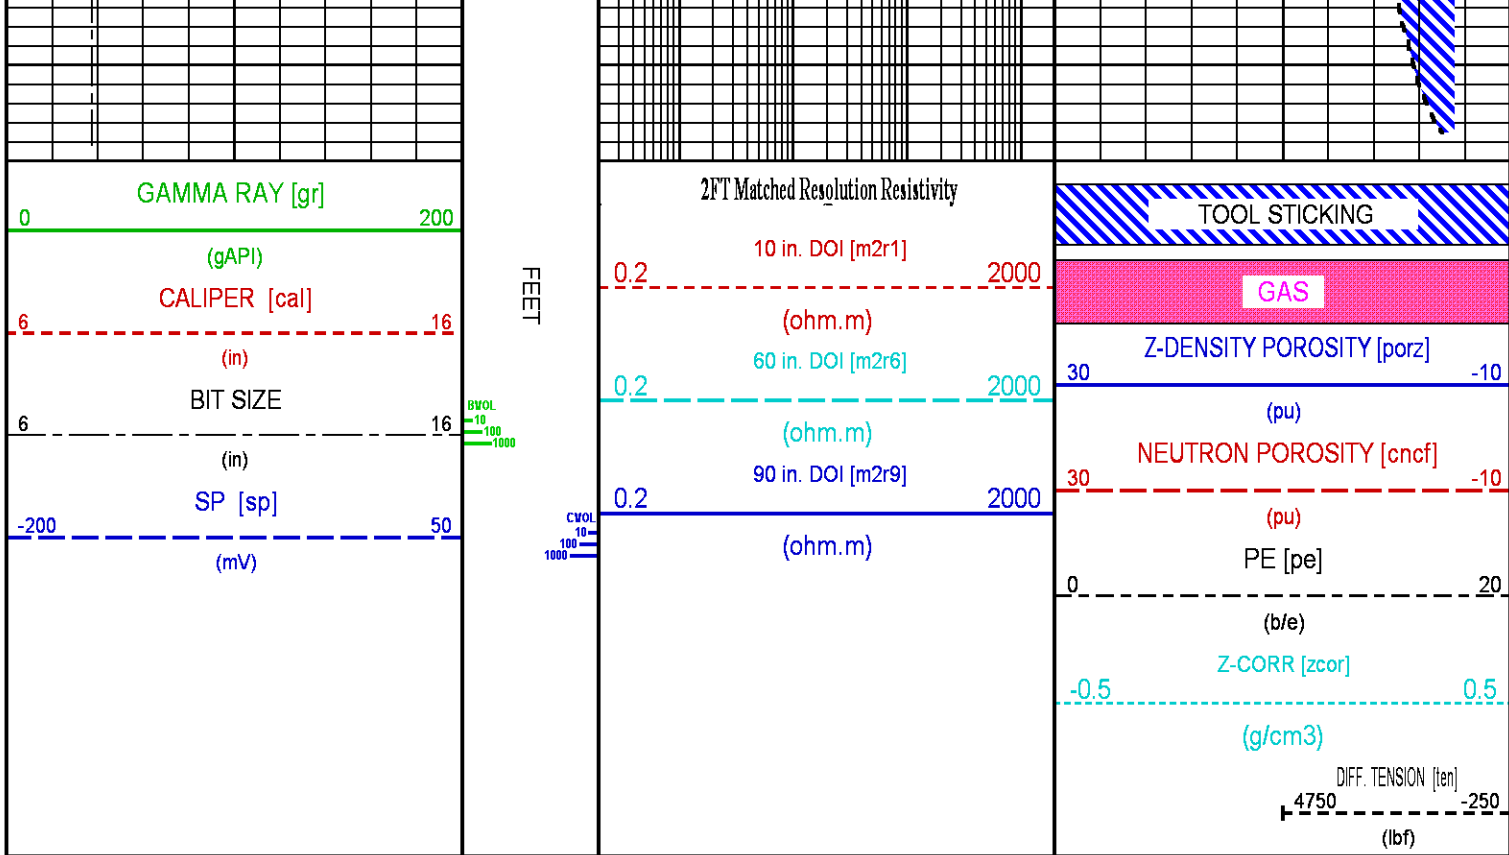 GAMMA RAY [gr]
0 200
(gAPI)
CALIPER [cal]
6 16
(in)
BIT SIZE
6 16
(in)
SP [sp]
-200 50
(mV)
FEET
BVOL
10
100
1000
CVOL
10
100
1000
2FT Matched Resolution Resistivity
10 in. DOI [m2r1]
0.2 2000
(ohm.m)
60 in. DOI [m2r6]
0.2 2000
(ohm.m)
90 in. DOI [m2r9]
0.2 2000
(ohm.m)
TOOL STICKING
GAS
Z-DENSITY POROSITY [porz]
30 -10
(pu)
NEUTRON POROSITY [cncf]
30 -10
(pu)
PE [pe]
0 20
(b/e)
Z-CORR [zcor]
-0.5 0.5
(g/cm3)
DIFF. TENSION [ten]
4750 -250
(lbf)